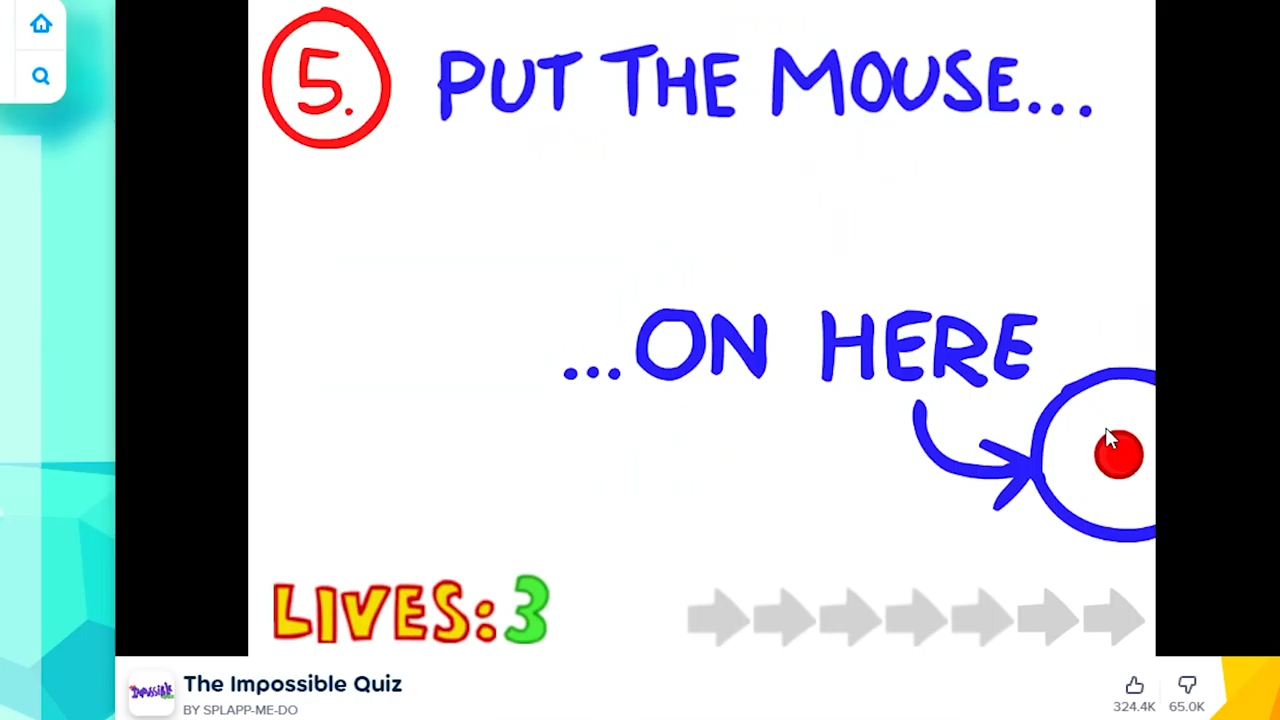 5. PUT THE MOUSE...
...ON HERE
LIVES:3
The Impossible Quiz
BY SPLAPP-ME-DO
324.4K 65.0K